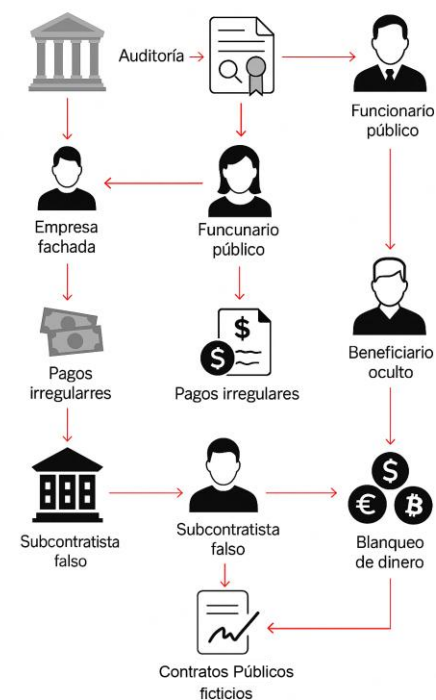 Auditoría
Funcionario
público
Empresa
fachada
Funcunario
público
$
$
Pagos
irregularres
Pagos irregulares
Beneficiario
oculto
$
€ ₿
Subcontratista
falso
Subcontratista
falso
Blanqueo
de dinero
Contratos Públicos
ficticios